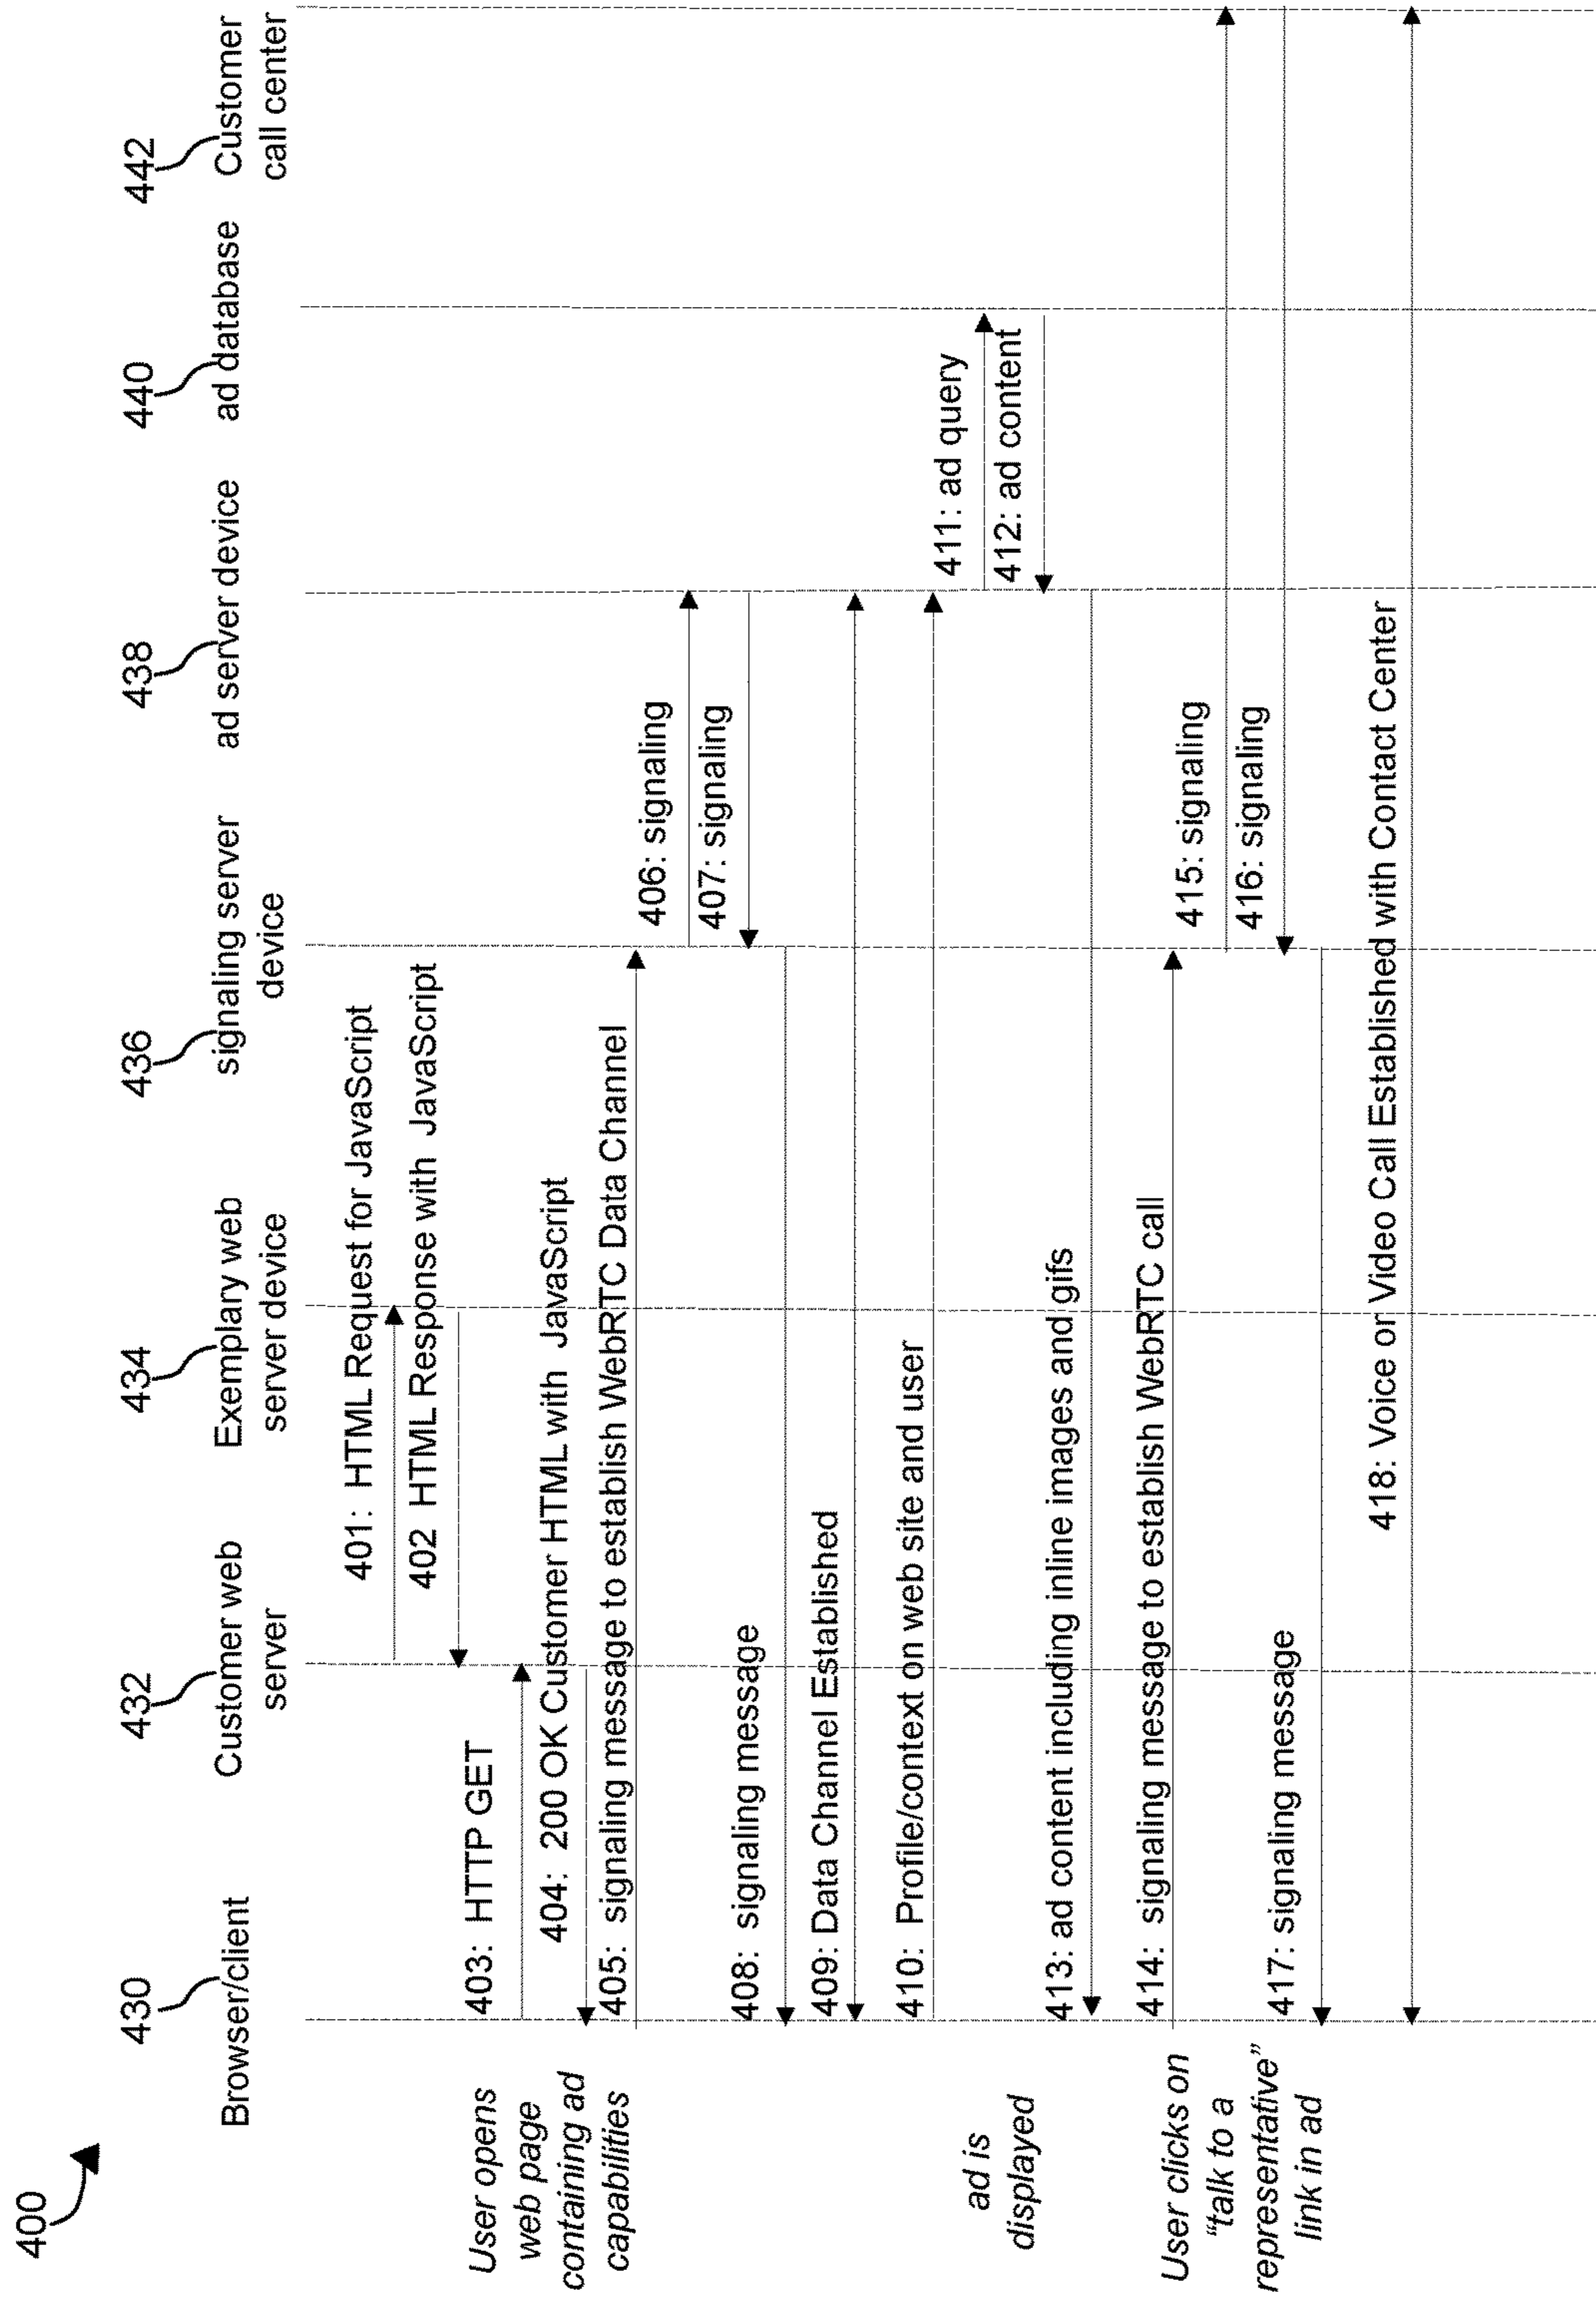 400
430
Browser/client
432
Customer web
server
434
Exemplary web
server device
436
signaling server
device
438
ad server device
440
ad database
442
Customer
call center
401: HTML Request for JavaScript
402 HTML Response with JavaScript
User opens
web page
containing ad
capabilities
403: HTTP GET
404: 200 OK Customer HTML with JavaScript
405: signaling message to establish WebRTC Data Channel
406: signaling
407: signaling
408: signaling message
409: Data Channel Established
410: Profile/context on web site and user
411: ad query
412: ad content
ad is
displayed
413: ad content including inline images and gifs
User clicks on
“talk to a
representative”
link in ad
414: signaling message to establish WebRTC call
415: signaling
416: signaling
417: signaling message
418: Voice or Video Call Established with Contact Center